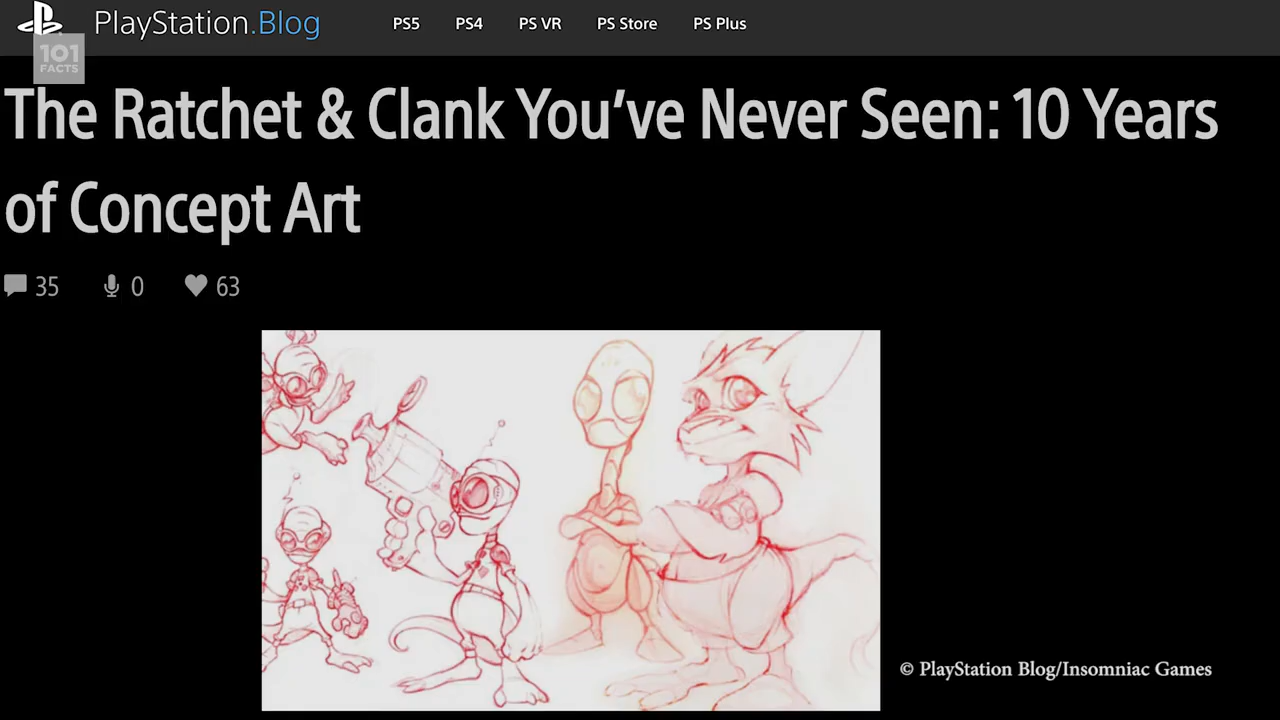 PlayStation.Blog PS5 PS4 PS VR PS Store PS Plus
101
FACTS
The Ratchet & Clank You’ve Never Seen: 10 Years
of Concept Art
35 0 63
© PlayStation Blog/Insomniac Games